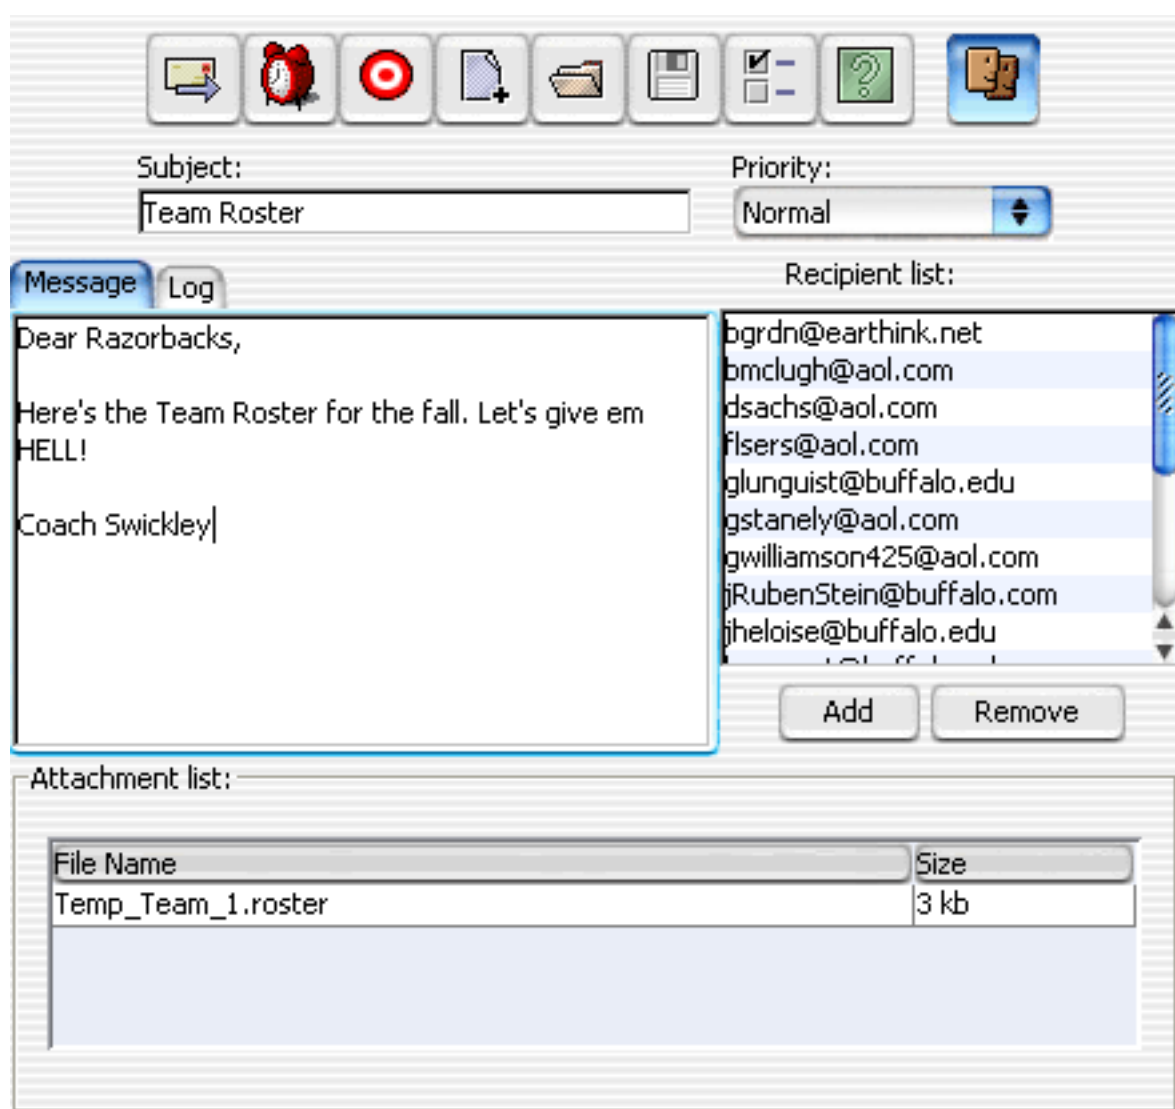 Subject:
Priority:
Team Roster
Normal
Message
Log
Recipient list:
Dear Razorbacks,
Here's the Team Roster for the fall. Let's give em
HELL!
Coach Swickley
bgrdn@earthink.net
bmclugh@aol.com
dsachs@aol.com
flsers@aol.com
glunguist@buffalo.edu
gstanely@aol.com
gwilliamson425@aol.com
jRubenStein@buffalo.com
jheloise@buffalo.edu
Add
Remove
Attachment list:
File Name
Size
Temp_Team_1.roster
3 kb